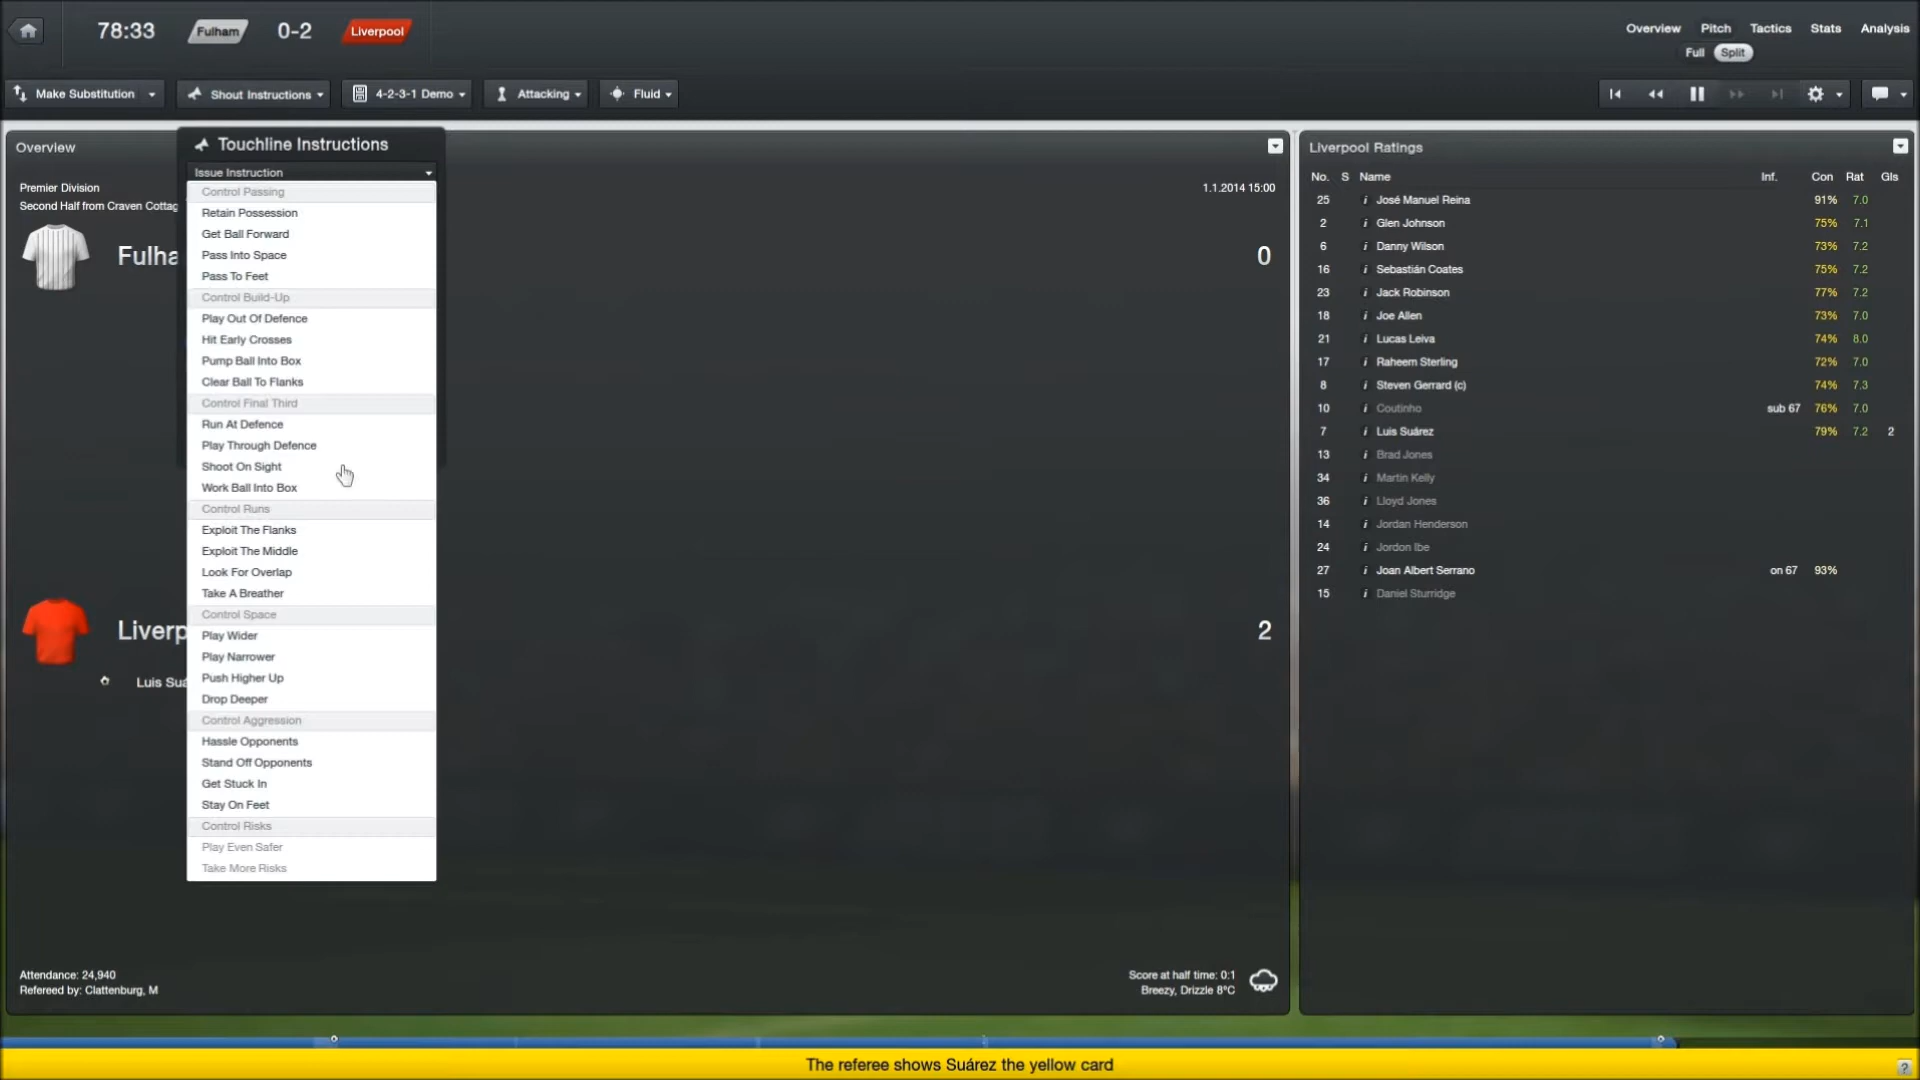 78:33 Fulham 0-2 Liverpool
Overview Pitch Tactics Stats Analysis
Full Split
Make Substitution Shout Instructions 4-2-3-1 Demo Attacking Fluid
Overview
Premier Division
Second Half from Craven Cottag
1.1.2014 15:00
Fulha 0
Liverp 2
Luis Suá
Touchline Instructions
Issue Instruction
Control Passing
Retain Possession
Get Ball Forward
Pass Into Space
Pass To Feet
Control Build-Up
Play Out Of Defence
Hit Early Crosses
Pump Ball Into Box
Clear Ball To Flanks
Control Final Third
Run At Defence
Play Through Defence
Shoot On Sight
Work Ball Into Box
Control Runs
Exploit The Flanks
Exploit The Middle
Look For Overlap
Take A Breather
Control Space
Play Wider
Play Narrower
Push Higher Up
Drop Deeper
Control Aggression
Hassle Opponents
Stand Off Opponents
Get Stuck In
Stay On Feet
Control Risks
Play Even Safer
Take More Risks
Attendance: 24,940
Refereed by: Clattenburg, M
Score at half time: 0:1
Breezy, Drizzle 8°C
Liverpool Ratings
No. S Name Inf. Con Rat Gls
25 i José Manuel Reina 91% 7.0
2 i Glen Johnson 75% 7.1
6 i Danny Wilson 73% 7.2
16 i Sebastián Coates 75% 7.2
23 i Jack Robinson 77% 7.2
18 i Joe Allen 73% 7.0
21 i Lucas Leiva 74% 8.0
17 i Raheem Sterling 72% 7.0
8 i Steven Gerrard (c) 74% 7.3
10 i Coutinho sub 67 76% 7.0
7 i Luis Suárez 79% 7.2 2
13 i Brad Jones
34 i Martin Kelly
36 i Lloyd Jones
14 i Jordan Henderson
24 i Jordon Ibe
27 i Joan Albert Serrano on 67 93%
15 i Daniel Sturridge
The referee shows Suárez the yellow card
?